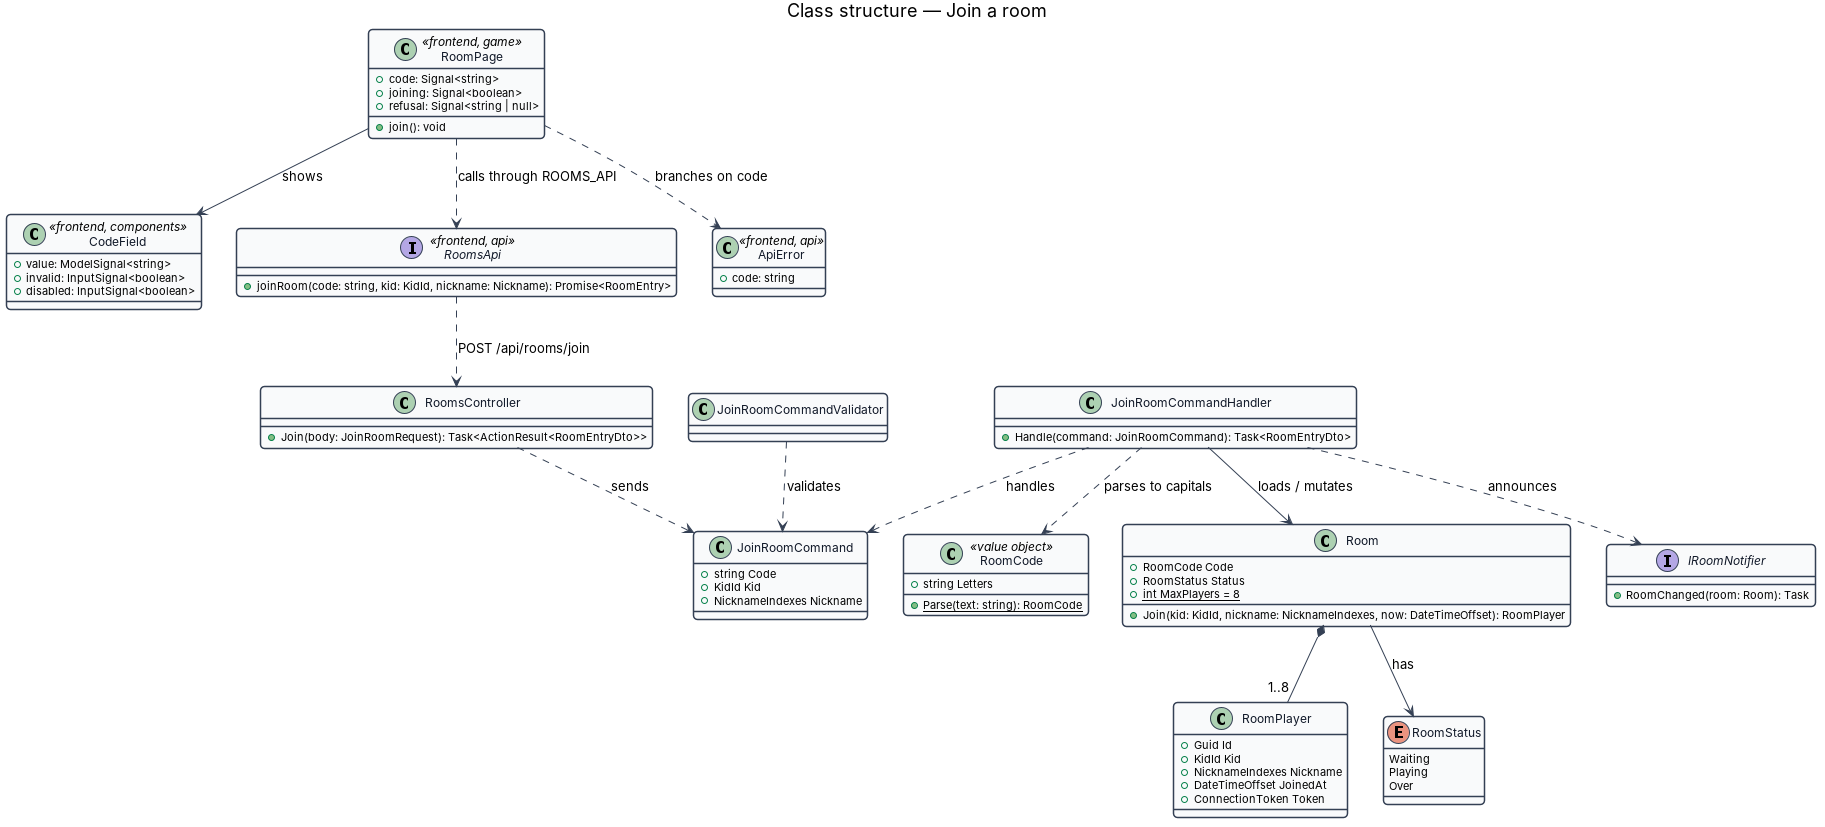 Class structure — Join a room
C
«frontend, game»
RoomPage
code: Signal<string>
joining: Signal<boolean>
refusal: Signal<string | null>
join(): void
shows
calls through ROOMS_API
branches on code
C
«frontend, components»
CodeField
value: ModelSignal<string>
invalid: InputSignal<boolean>
disabled: InputSignal<boolean>
I
«frontend, api»
RoomsApi
joinRoom(code: string, kid: KidId, nickname: Nickname): Promise<RoomEntry>
C
«frontend, api»
ApiError
code: string
POST /api/rooms/join
C
RoomsController
Join(body: JoinRoomRequest): Task<ActionResult<RoomEntryDto>>
C
JoinRoomCommandValidator
C
JoinRoomCommandHandler
Handle(command: JoinRoomCommand): Task<RoomEntryDto>
sends
validates
handles
parses to capitals
loads / mutates
announces
C
JoinRoomCommand
string Code
KidId Kid
NicknameIndexes Nickname
C
«value object»
RoomCode
string Letters
Parse(text: string): RoomCode
C
Room
RoomCode Code
RoomStatus Status
int MaxPlayers = 8
Join(kid: KidId, nickname: NicknameIndexes, now: DateTimeOffset): RoomPlayer
I
IRoomNotifier
RoomChanged(room: Room): Task
has
1..8
C
RoomPlayer
Guid Id
KidId Kid
NicknameIndexes Nickname
DateTimeOffset JoinedAt
ConnectionToken Token
E
RoomStatus
Waiting
Playing
Over